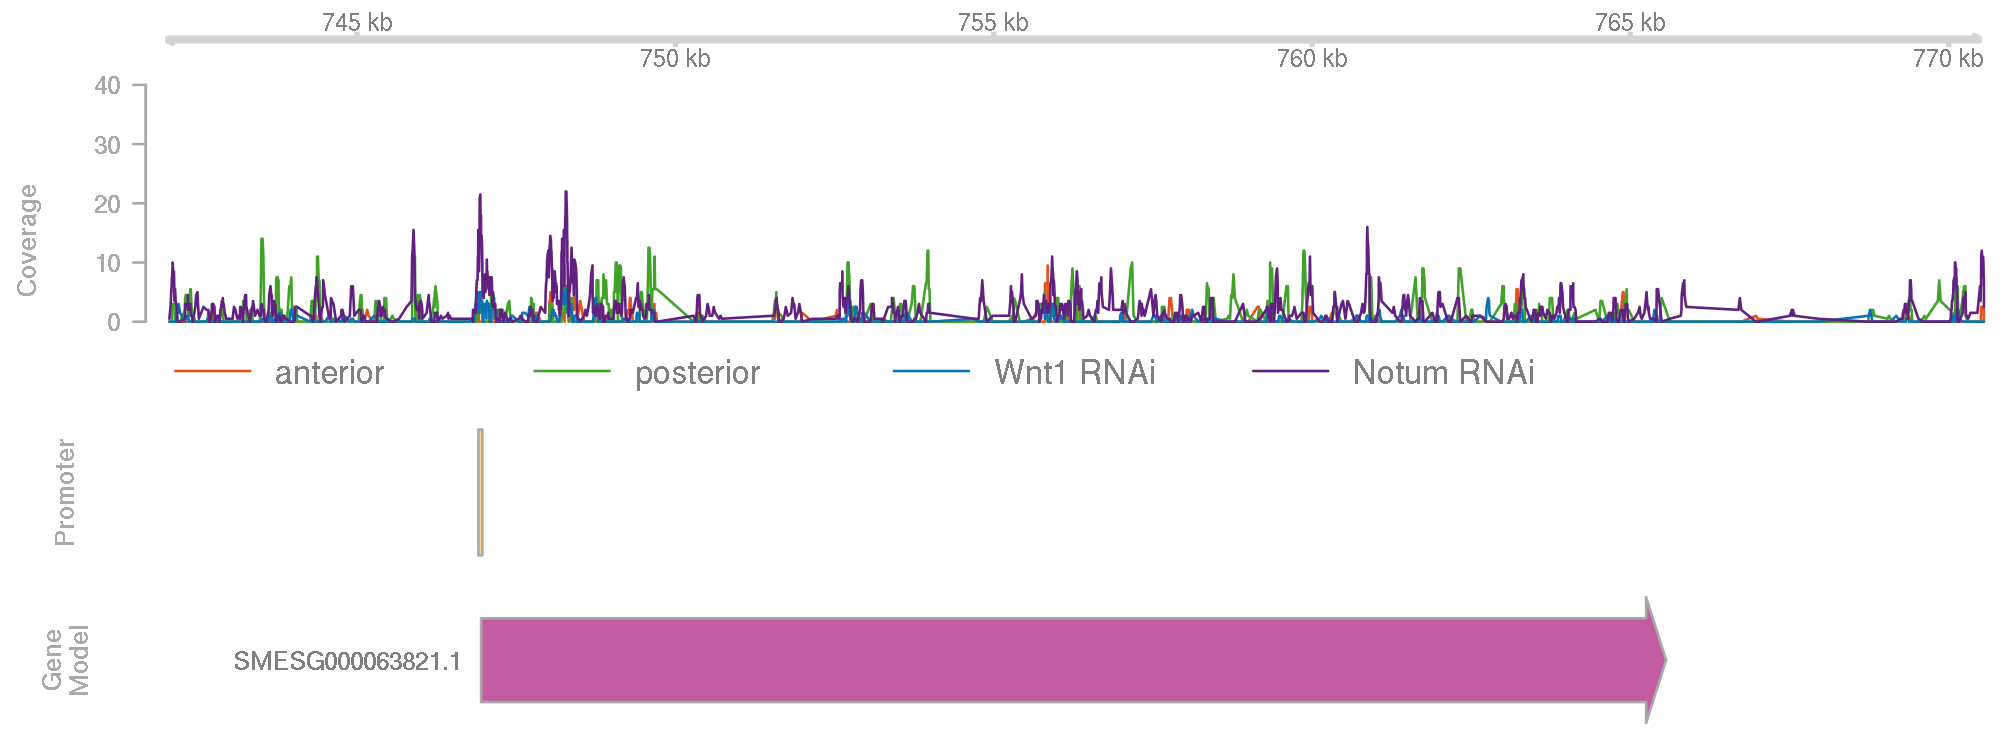 745 kb 755 kb 765 kb
750 kb 760 kb 770 kb
40
30
20
10
0
Coverage
anterior posterior Wnt1 RNAi Notum RNAi
Promoter
Gene
Model
SMESG000063821.1